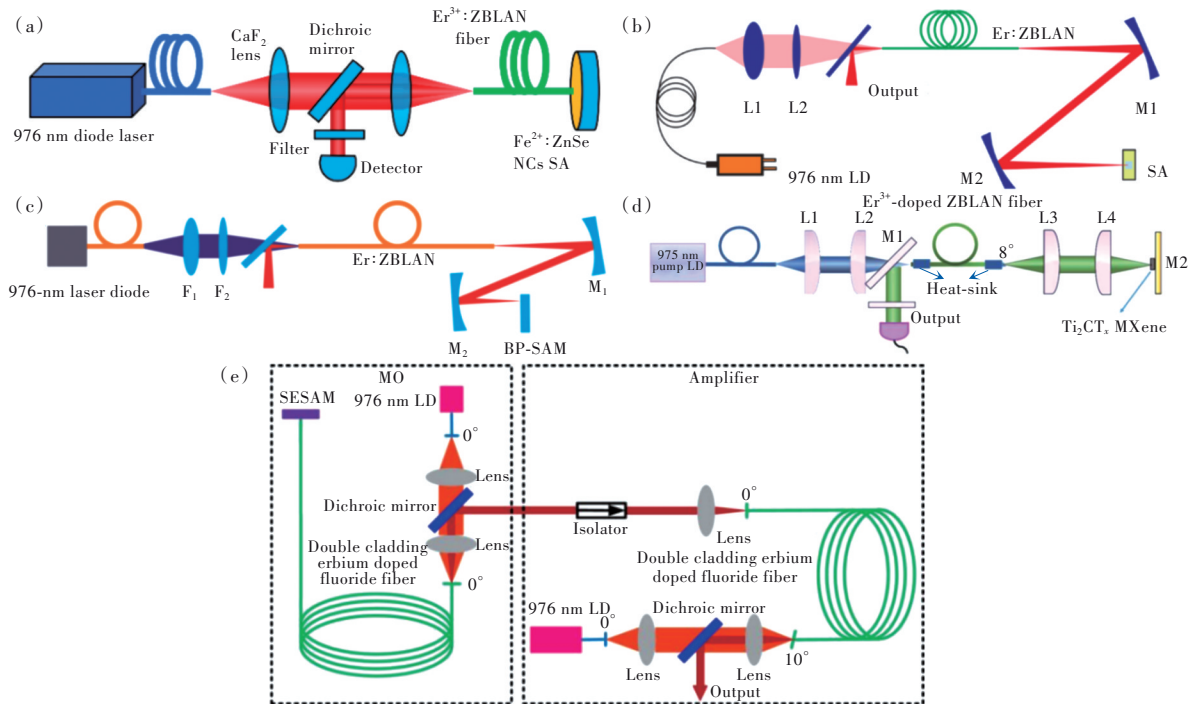 (a)
CaF₂
lens
Dichroic
mirror
Er³⁺:ZBLAN
fiber
976 nm diode laser
Filter
Detector
Fe²⁺:ZnSe
NCs SA
(b)
Er:ZBLAN
L1
L2
Output
M1
M2
SA
976 nm LD
(c)
976-nm laser diode
F₁
F₂
Er:ZBLAN
M₁
M₂
BP-SAM
(d)
Er³⁺-doped ZBLAN fiber
975 nm
pump LD
L1
L2
M1
8°
L3
L4
M2
Heat-sink
Output
Ti₂CTₓ MXene
(e)
MO
SESAM
976 nm LD
0°
Lens
Dichroic mirror
Lens
Double cladding
erbium doped
fluoride fiber
0°
Amplifier
Isolator
Lens
0°
Double cladding erbium
doped fluoride fiber
976 nm LD
0°
Dichroic mirror
Lens
Lens
10°
Output